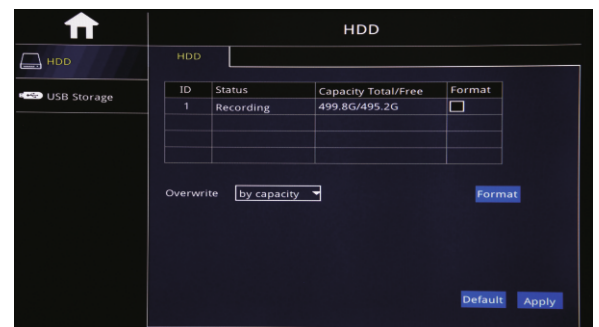 HDD
HDD
HDD
USB Storage
ID Status Capacity Total/Free Format
1 Recording 499.8G/495.2G
Overwrite by capacity Format
Default Apply